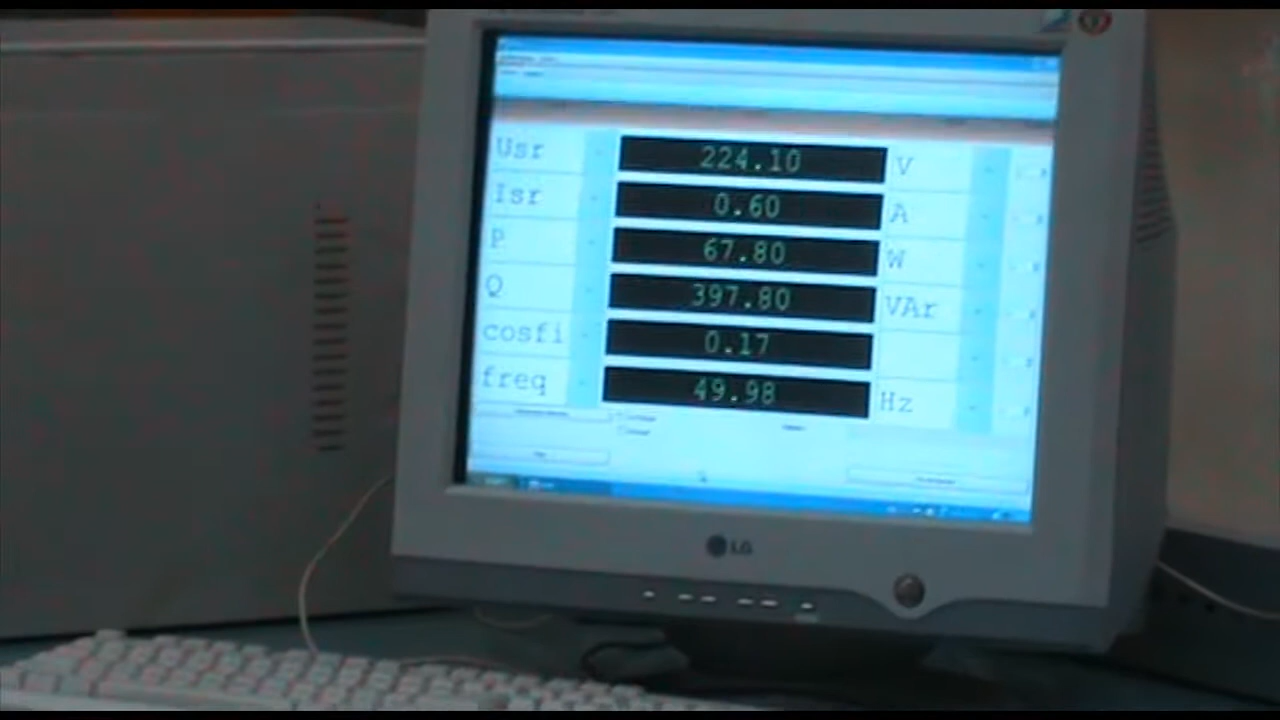 Usr 224.10 V
Isr 0.60 A
P 67.80 W
Q 397.80 VAr
cosfi 0.17
freq 49.98 Hz
LG